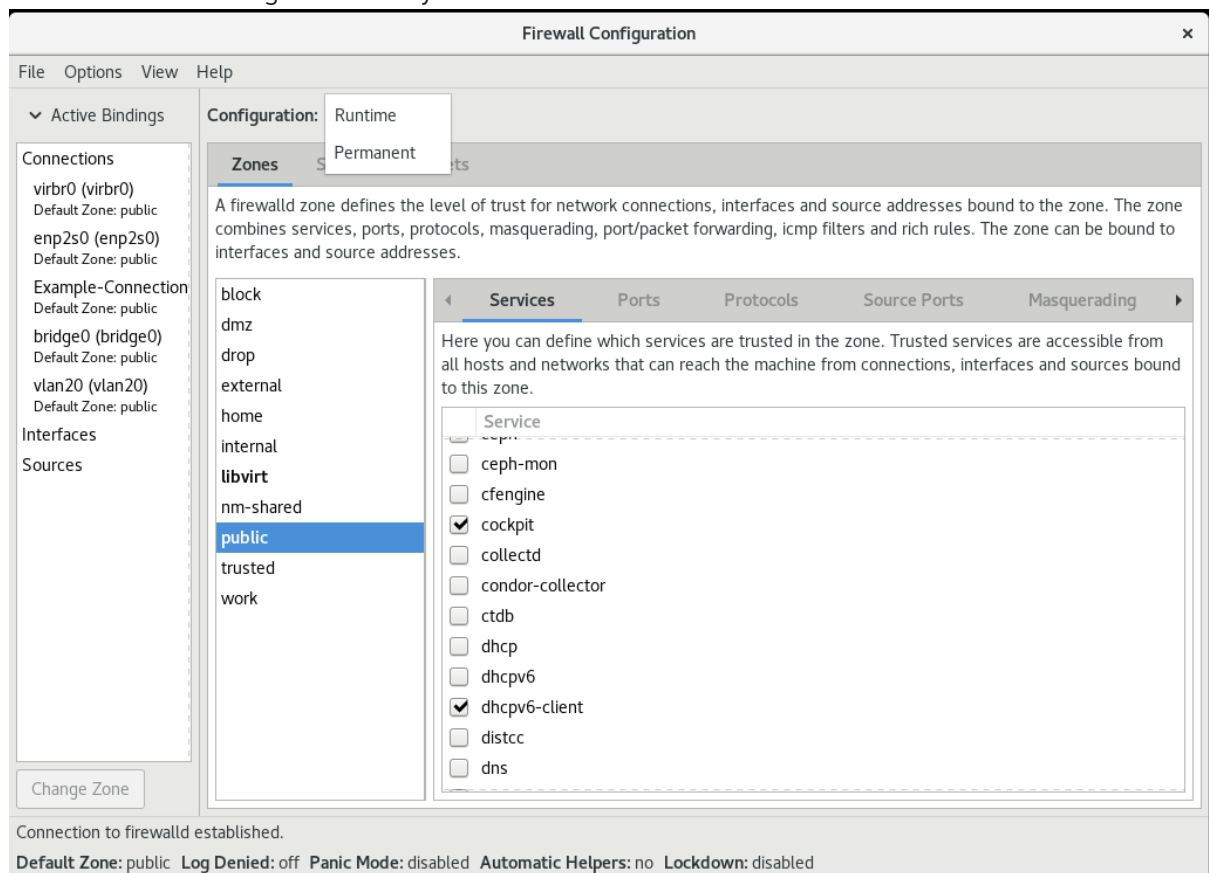 Firewall Configuration ×
File Options View Help
Active Bindings
Configuration: Runtime
Permanent
Connections
virbr0 (virbr0)
Default Zone: public
enp2s0 (enp2s0)
Default Zone: public
Example-Connection
Default Zone: public
bridge0 (bridge0)
Default Zone: public
vlan20 (vlan20)
Default Zone: public
Interfaces
Sources
Change Zone
Zones
A firewalld zone defines the level of trust for network connections, interfaces and source addresses bound to the zone. The zone
combines services, ports, protocols, masquerading, port/packet forwarding, icmp filters and rich rules. The zone can be bound to
interfaces and source addresses.
block
dmz
drop
external
home
internal
libvirt
nm-shared
public
trusted
work
Services Ports Protocols Source Ports Masquerading
Here you can define which services are trusted in the zone. Trusted services are accessible from
all hosts and networks that can reach the machine from connections, interfaces and sources bound
to this zone.
Service
ceph-mon
cfengine
cockpit
collectd
condor-collector
ctdb
dhcp
dhcpv6
dhcpv6-client
distcc
dns
Connection to firewalld established.
Default Zone: public Log Denied: off Panic Mode: disabled Automatic Helpers: no Lockdown: disabled